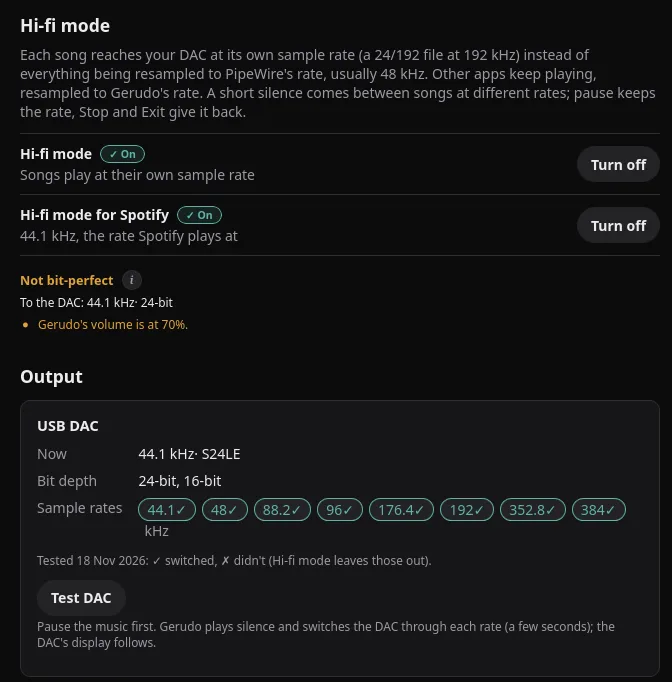 Hi-fi mode
Each song reaches your DAC at its own sample rate (a 24/192 file at 192 kHz) instead of
everything being resampled to PipeWire's rate, usually 48 kHz. Other apps keep playing,
resampled to Gerudo's rate. A short silence comes between songs at different rates; pause keeps
the rate, Stop and Exit give it back.
Hi-fi mode ✓ On
Songs play at their own sample rate
Turn off
Hi-fi mode for Spotify ✓ On
44.1 kHz, the rate Spotify plays at
Turn off
Not bit-perfect i
To the DAC: 44.1 kHz· 24-bit
• Gerudo's volume is at 70%.
Output
USB DAC
Now 44.1 kHz· S24LE
Bit depth 24-bit, 16-bit
Sample rates 44.1✓ 48✓ 88.2✓ 96✓ 176.4✓ 192✓ 352.8✓ 384✓
kHz
Tested 18 Nov 2026: ✓ switched, ✗ didn't (Hi-fi mode leaves those out).
Test DAC
Pause the music first. Gerudo plays silence and switches the DAC through each rate (a few seconds); the
DAC's display follows.